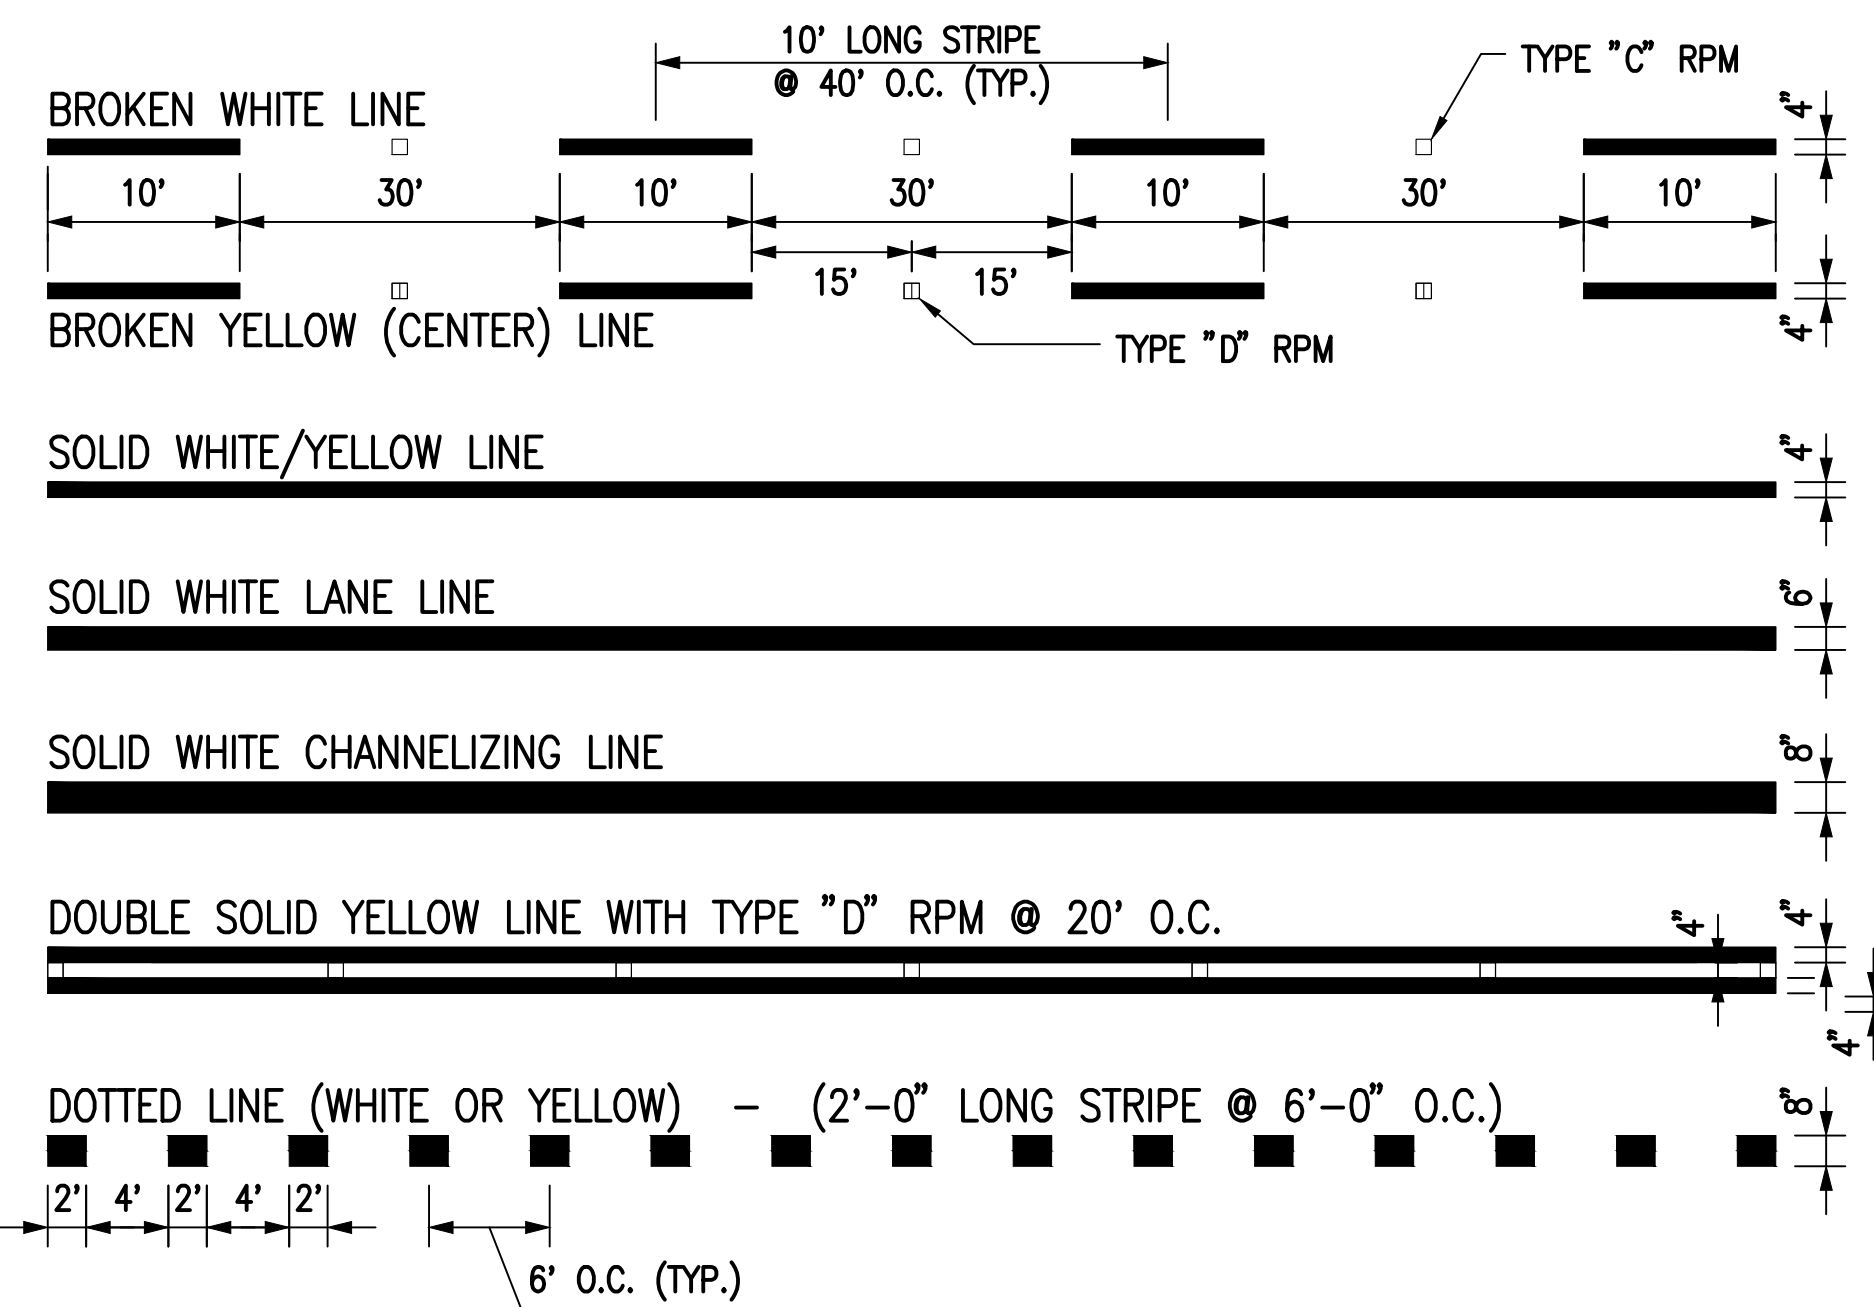 10' LONG STRIPE
@ 40' O.C. (TYP.)
TYPE "C" RPM
BROKEN WHITE LINE
4"
10' 30' 10' 30' 10' 30' 10'
15' 15'
BROKEN YELLOW (CENTER) LINE
TYPE "D" RPM
4"
SOLID WHITE/YELLOW LINE
4"
SOLID WHITE LANE LINE
6"
SOLID WHITE CHANNELIZING LINE
8"
DOUBLE SOLID YELLOW LINE WITH TYPE "D" RPM @ 20' O.C.
4" 4"
4"
DOTTED LINE (WHITE OR YELLOW) - (2'-0" LONG STRIPE @ 6'-0" O.C.)
8"
2' 4' 2' 4' 2'
6' O.C. (TYP.)